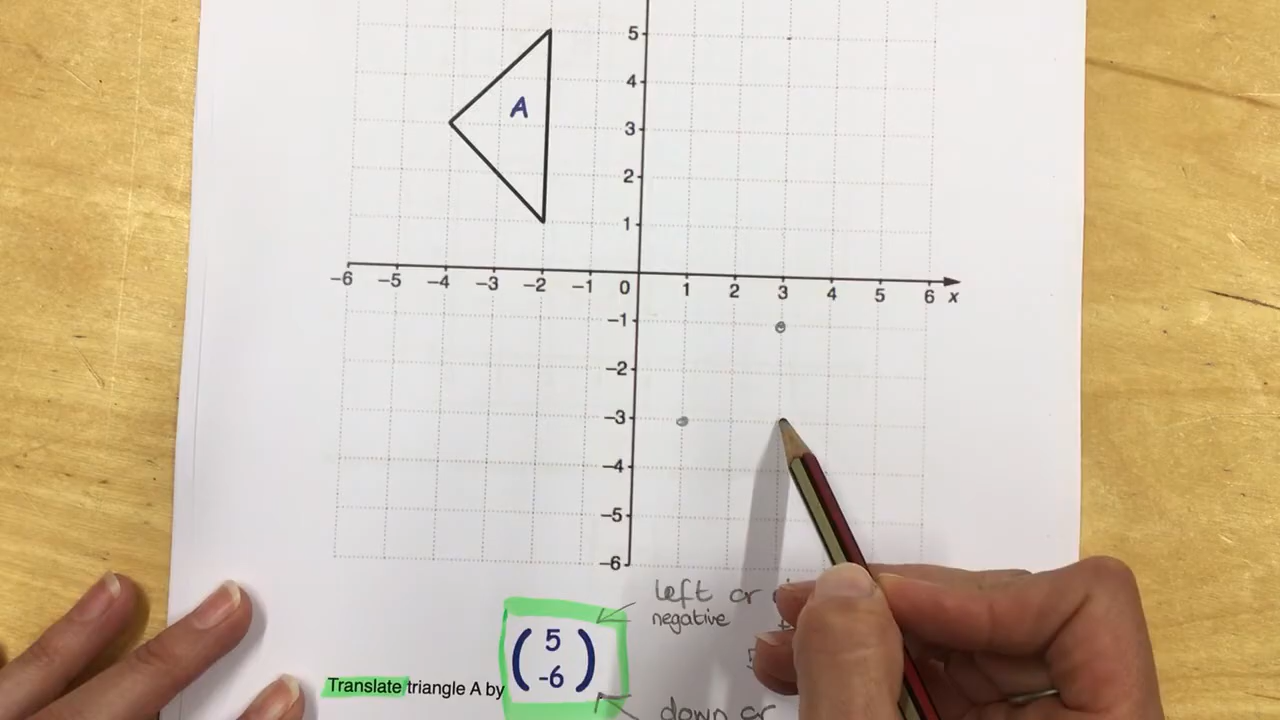 5
4
A
3
2
1
-6 -5 -4 -3 -2 -1 0 1 2 3 4 5 6 x
-1
-2
-3
-4
-5
-6
left or
negative
5
-6
Translate triangle A by
down or